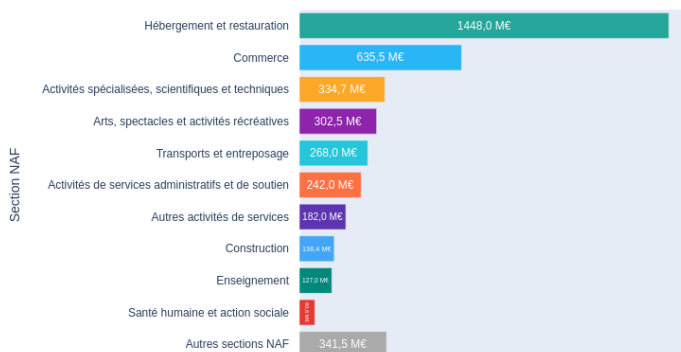 Hébergement et restauration 1448,0 M€
Commerce 635,5 M€
Activités spécialisées, scientifiques et techniques 334,7 M€
Arts, spectacles et activités récréatives 302,5 M€
Transports et entreposage 268,0 M€
Activités de services administratifs et de soutien 242,0 M€
Autres activités de services 182,0 M€
Construction 136,4 M€
Enseignement 127,0 M€
Santé humaine et action sociale
Autres sections NAF 341,5 M€
Section NAF